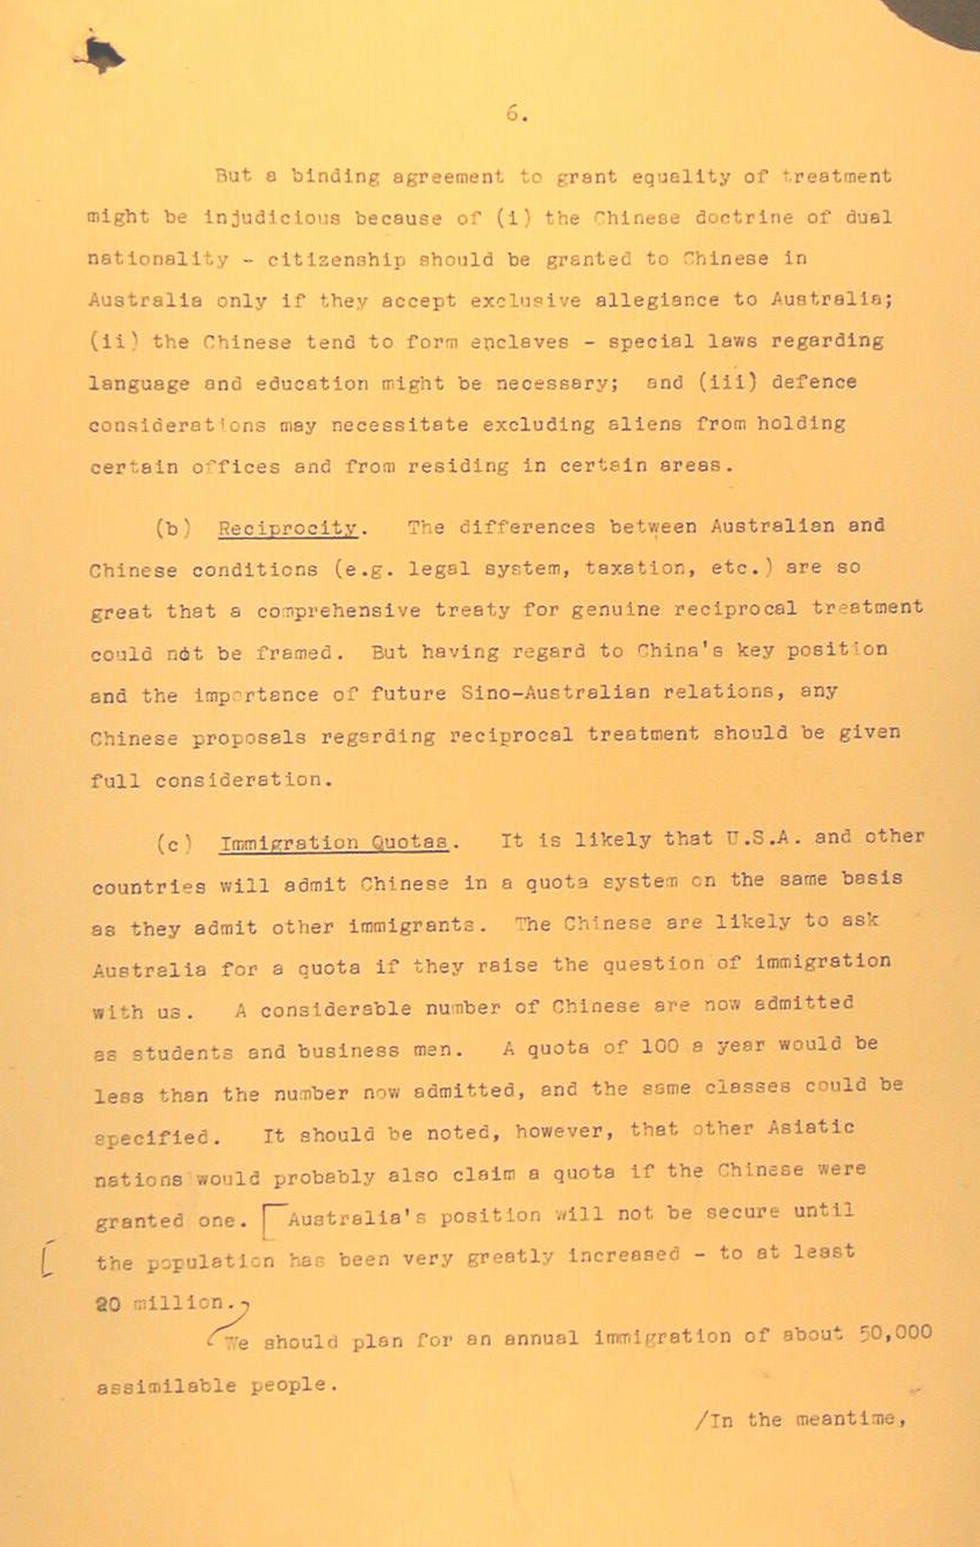 6.
But a binding agreement to grant equality of treatment
might be injudicious because of (i) the Chinese doctrine of dual
nationality - citizenship should be granted to Chinese in
Australia only if they accept exclusive allegiance to Australia;
(ii) the Chinese tend to form enclaves - special laws regarding
language and education might be necessary; and (iii) defence
considerations may necessitate excluding aliens from holding
certain offices and from residing in certain areas.
(b) Reciprocity. The differences between Australian and
Chinese conditions (e.g. legal system, taxation, etc.) are so
great that a comprehensive treaty for genuine reciprocal treatment
could not be framed. But having regard to China's key position
and the importance of future Sino-Australian relations, any
Chinese proposals regarding reciprocal treatment should be given
full consideration.
(c) Immigration Quotas. It is likely that U.S.A. and other
countries will admit Chinese in a quota system on the same basis
as they admit other immigrants. The Chinese are likely to ask
Australia for a quota if they raise the question of immigration
with us. A considerable number of Chinese are now admitted
as students and business men. A quota of 100 a year would be
less than the number now admitted, and the same classes could be
specified. It should be noted, however, that other Asiatic
nations would probably also claim a quota if the Chinese were
granted one. [Australia's position will not be secure until
the population has been very greatly increased - to at least
20 million.
We should plan for an annual immigration of about 50,000
assimilable people.
/In the meantime,